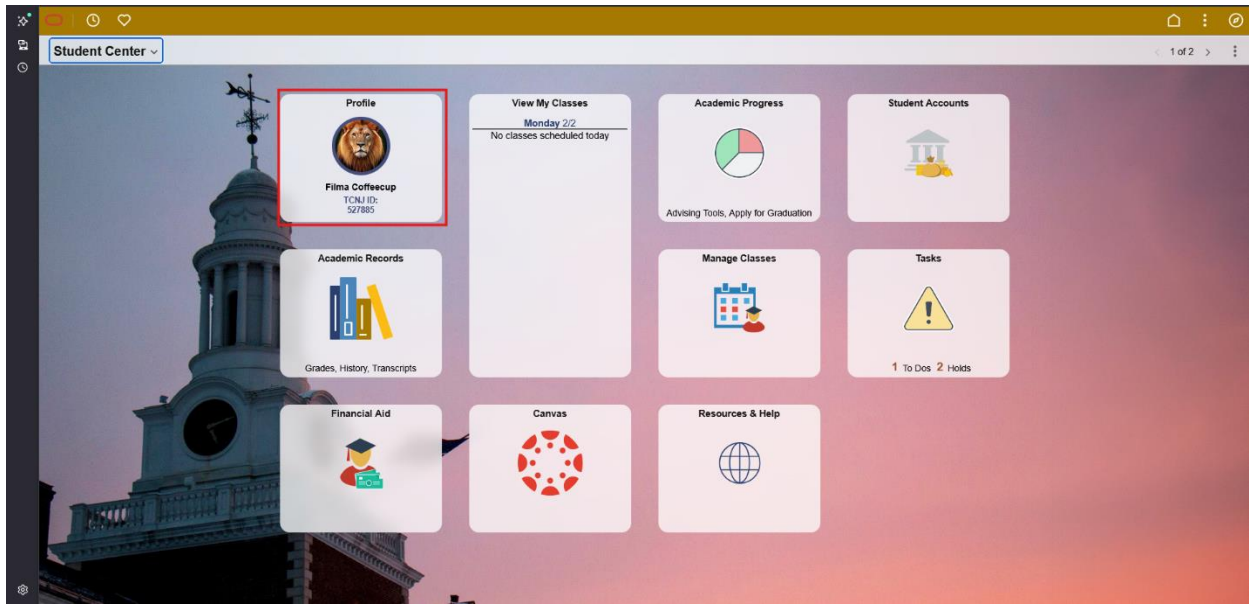 Student Center
1 of 2
Profile
Filma Coffeecup
TCNJ ID:
527885
View My Classes
Monday 2/2
No classes scheduled today
Academic Progress
Advising Tools, Apply for Graduation
Student Accounts
Academic Records
Grades, History, Transcripts
Manage Classes
Tasks
1 To Dos 2 Holds
Financial Aid
Canvas
Resources & Help